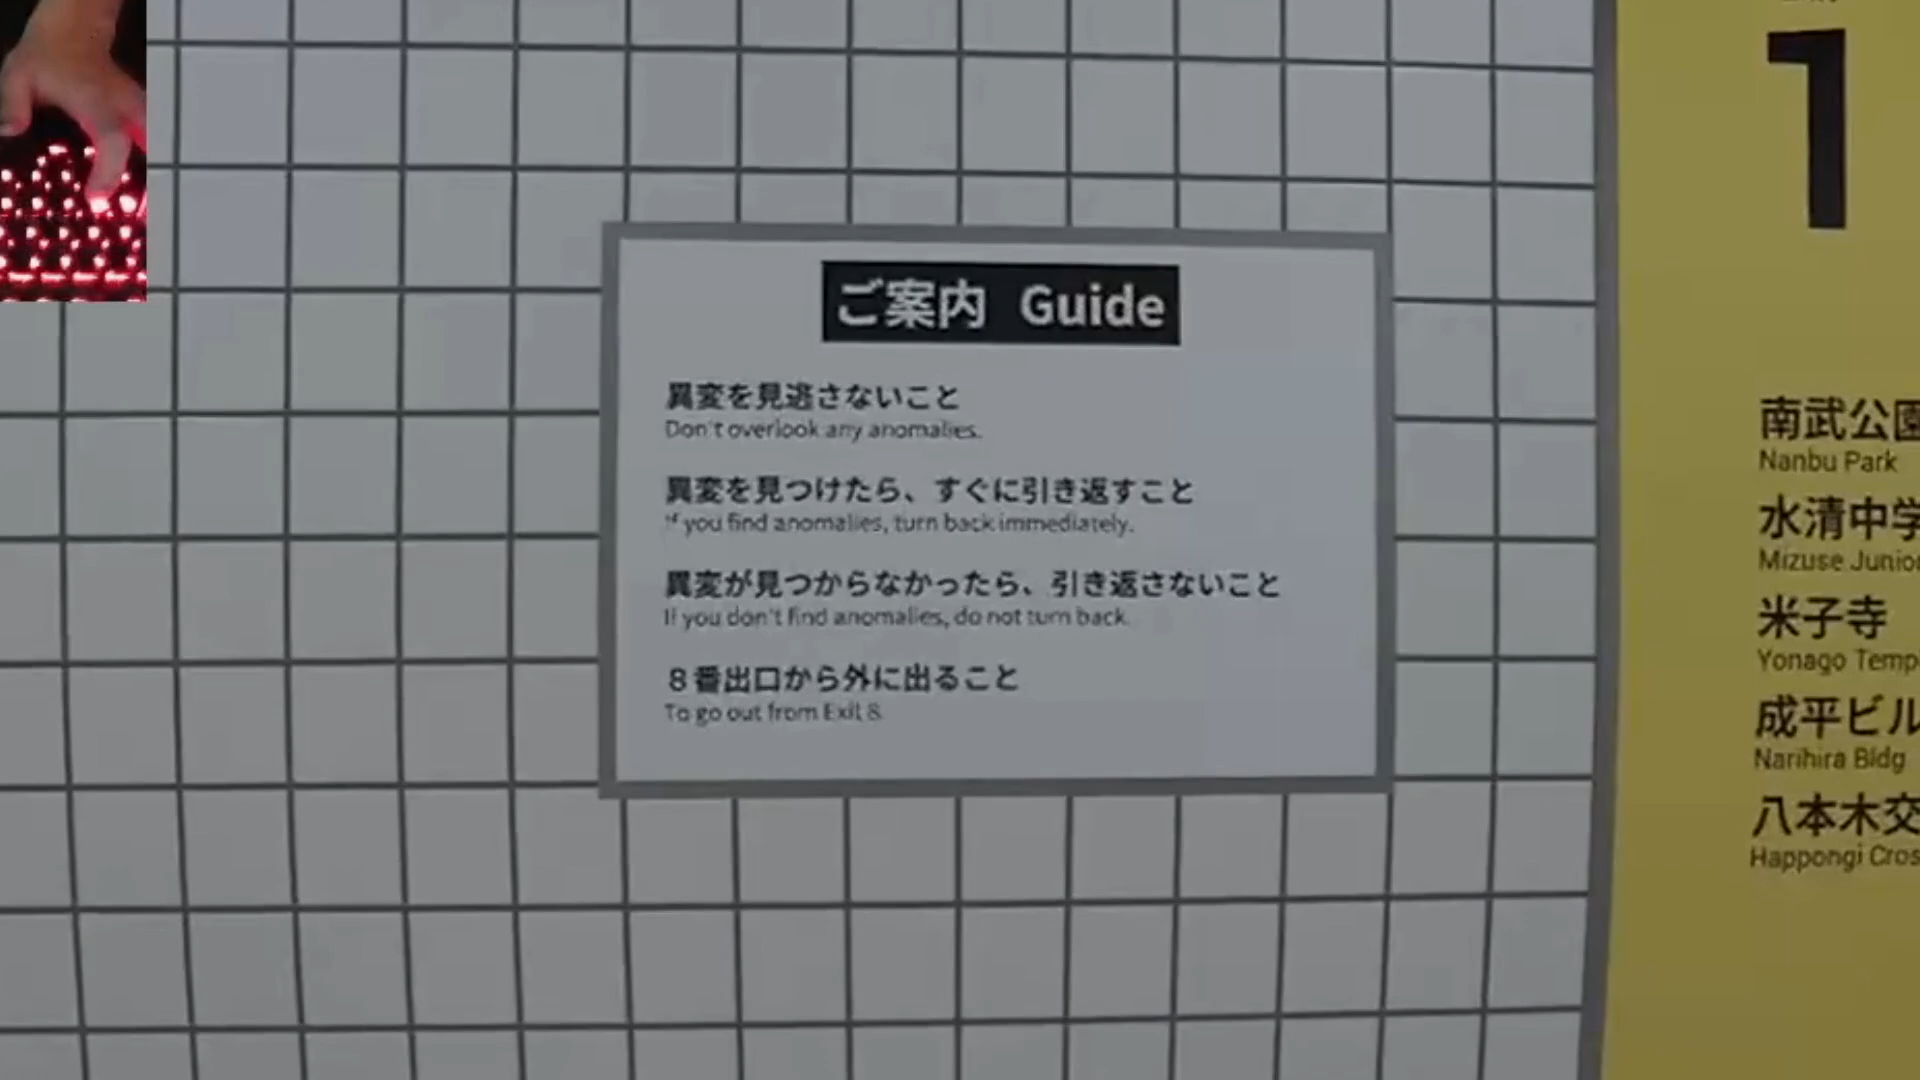 ご案内 Guide
異変を見逃さないこと
Don't overlook any anomalies.
異変を見つけたら、すぐに引き返すこと
If you find anomalies, turn back immediately.
異変が見つからなかったら、引き返さないこと
If you don't find anomalies, do not turn back.
8番出口から外に出ること
To go out from Exit 8.
1
南武公園
Nanbu Park
水清中学
Mizuse Junior
米子寺
Yonago Temp
成平ビル
Narihira Bldg
八本木交
Happongi Cros